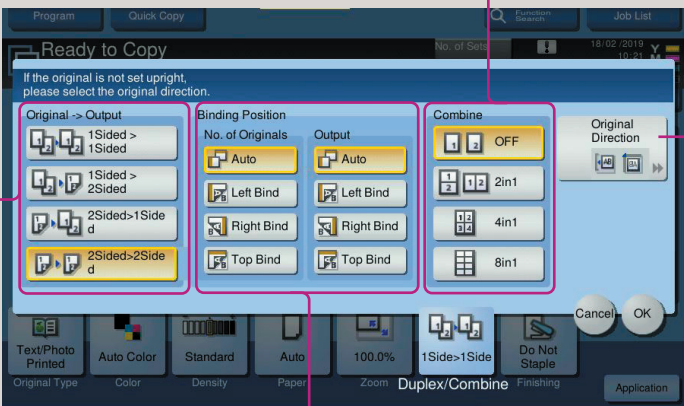 Program
Quick Copy
Function
Search
Job List
Ready to Copy
No. of Sets
18/02/2019
10:21
Y
M
If the original is not set upright,
please select the original direction.
Original -> Output
1Sided >
1Sided
1Sided >
2Sided
2Sided>1Side
d
2Sided>2Side
d
Binding Position
No. of Originals
Output
Auto
Auto
Left Bind
Left Bind
Right Bind
Right Bind
Top Bind
Top Bind
Combine
OFF
2in1
4in1
8in1
Original
Direction
Cancel
OK
Text/Photo
Printed
Auto Color
Standard
Auto
100.0%
1Side>1Side
Do Not
Staple
Original Type
Color
Density
Paper
Zoom
Duplex/Combine
Finishing
Application